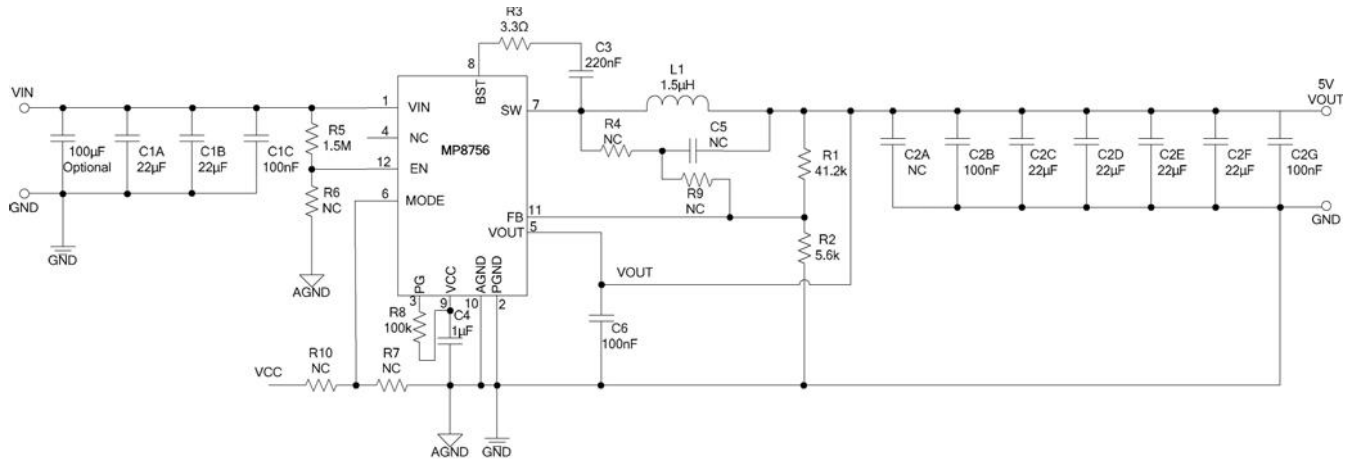 R3
3.3Ω
C3
220nF
8
BST
L1
1.5µH
VIN
1
VIN
SW
7
5V
VOUT
R4
NC
C5
NC
4
NC
MP8756
R5
1.5M
100µF
Optional
C1A
22µF
C1B
22µF
C1C
100nF
12
EN
R1
41.2k
C2A
NC
C2B
100nF
C2C
22µF
C2D
22µF
C2E
22µF
C2F
22µF
C2G
100nF
R9
NC
GND
R6
NC
6
MODE
FB
11
VOUT
5
GND
R2
5.6k
GND
AGND
PG
VCC
AGND
PGND
3
9
10
2
VOUT
R8
100k
C4
1µF
C6
100nF
R10
NC
R7
NC
VCC
AGND
GND